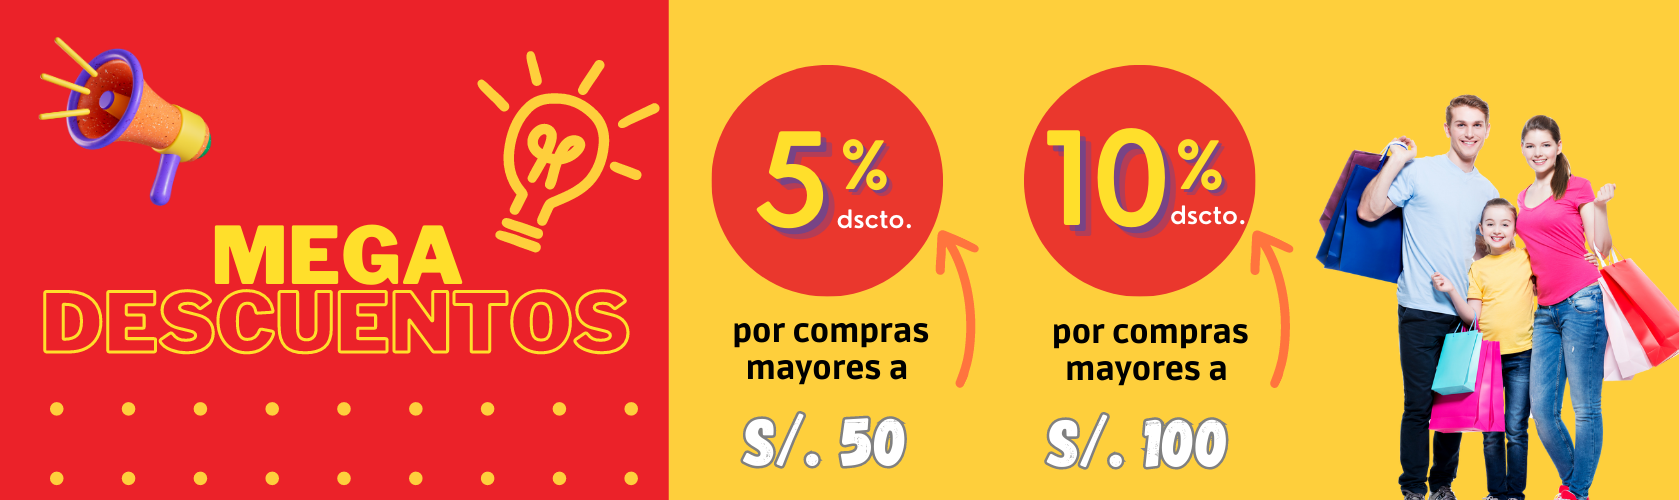 MEGA
DESCUENTOS
5%
dscto.
por compras
mayores a
S/. 50
10%
dscto.
por compras
mayores a
S/. 100